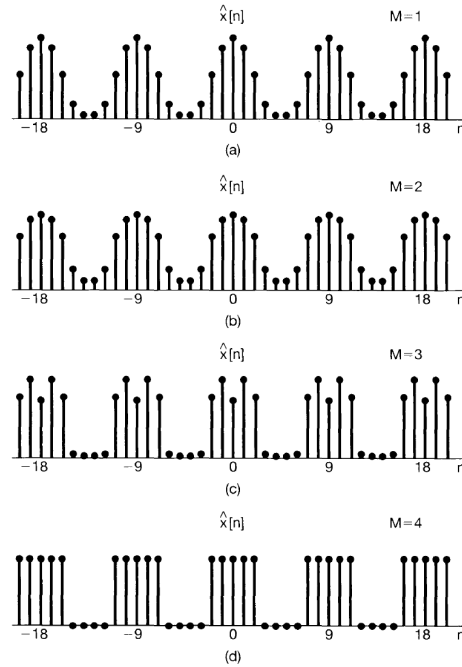 x̂[n] M=1
−18 −9 0 9 18 n
(a)
x̂[n] M=2
−18 −9 0 9 18 n
(b)
x̂[n] M=3
−18 −9 0 9 18 n
(c)
x̂[n] M=4
−18 −9 0 9 18 n
(d)